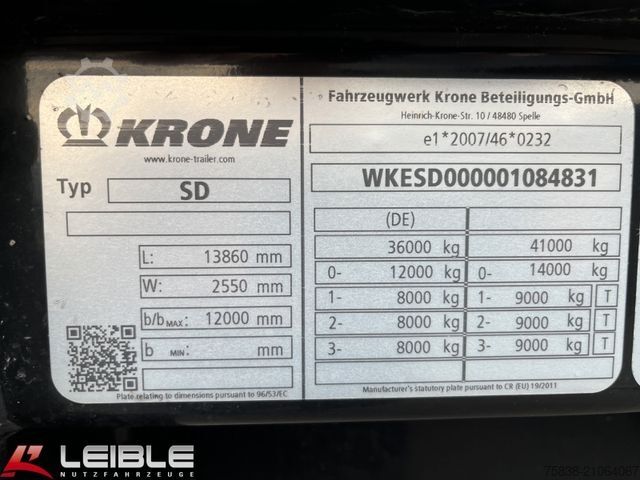 KRONE
www.krone-trailer.com
Typ SD
L: 13860 mm
W: 2550 mm
b/b MAX: 12000 mm
b MIN: mm
Plate relating to dimensions pursuant to 96/53/EC
Fahrzeugwerk Krone Beteiligungs-GmbH
Heinrich-Krone-Str. 10 / 48480 Spelle
e1*2007/46*0232
WKESD000001084831
(DE)
36000 kg 41000 kg
0- 12000 kg 0- 14000 kg
1- 8000 kg 1- 9000 kg T
2- 8000 kg 2- 9000 kg T
3- 8000 kg 3- 9000 kg T
Manufacturer's statutory plate pursuant to CR (EU) 19/2011
LEIBLE
NUTZFAHRZEUGE
75838-21064067